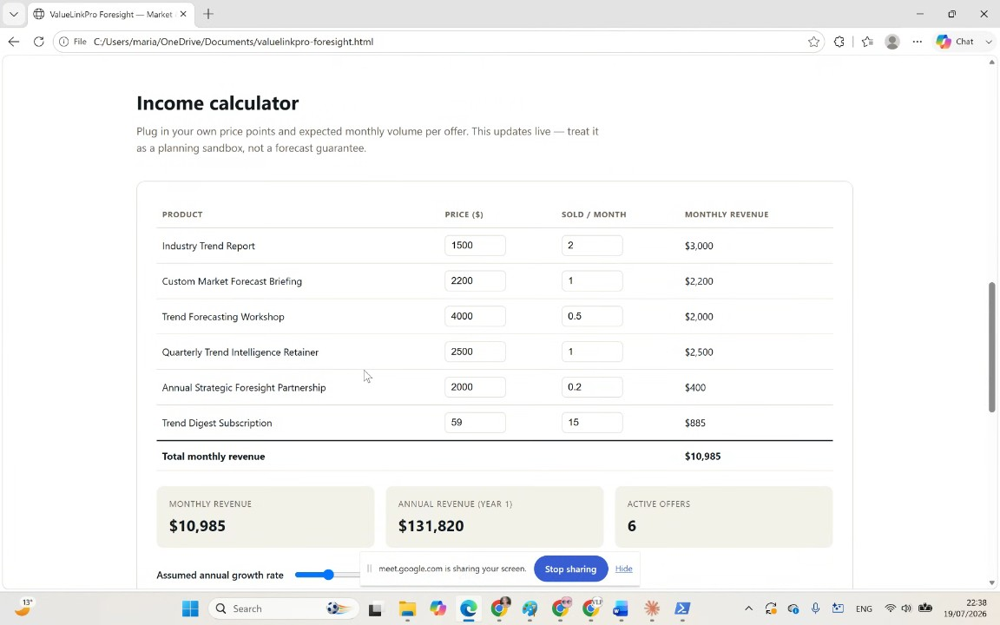 ValueLinkPro Foresight — Market
File C:/Users/maria/OneDrive/Documents/valuelinkpro-foresight.html
Chat
Income calculator
Plug in your own price points and expected monthly volume per offer. This updates live — treat it
as a planning sandbox, not a forecast guarantee.
PRODUCT PRICE ($) SOLD / MONTH MONTHLY REVENUE
Industry Trend Report 1500 2 $3,000
Custom Market Forecast Briefing 2200 1 $2,200
Trend Forecasting Workshop 4000 0.5 $2,000
Quarterly Trend Intelligence Retainer 2500 1 $2,500
Annual Strategic Foresight Partnership 2000 0.2 $400
Trend Digest Subscription 59 15 $885
Total monthly revenue $10,985
MONTHLY REVENUE ANNUAL REVENUE (YEAR 1) ACTIVE OFFERS
$10,985 $131,820 6
Assumed annual growth rate
meet.google.com is sharing your screen. Stop sharing Hide
13°
Search
VLP
ENG
22:38
19/07/2026